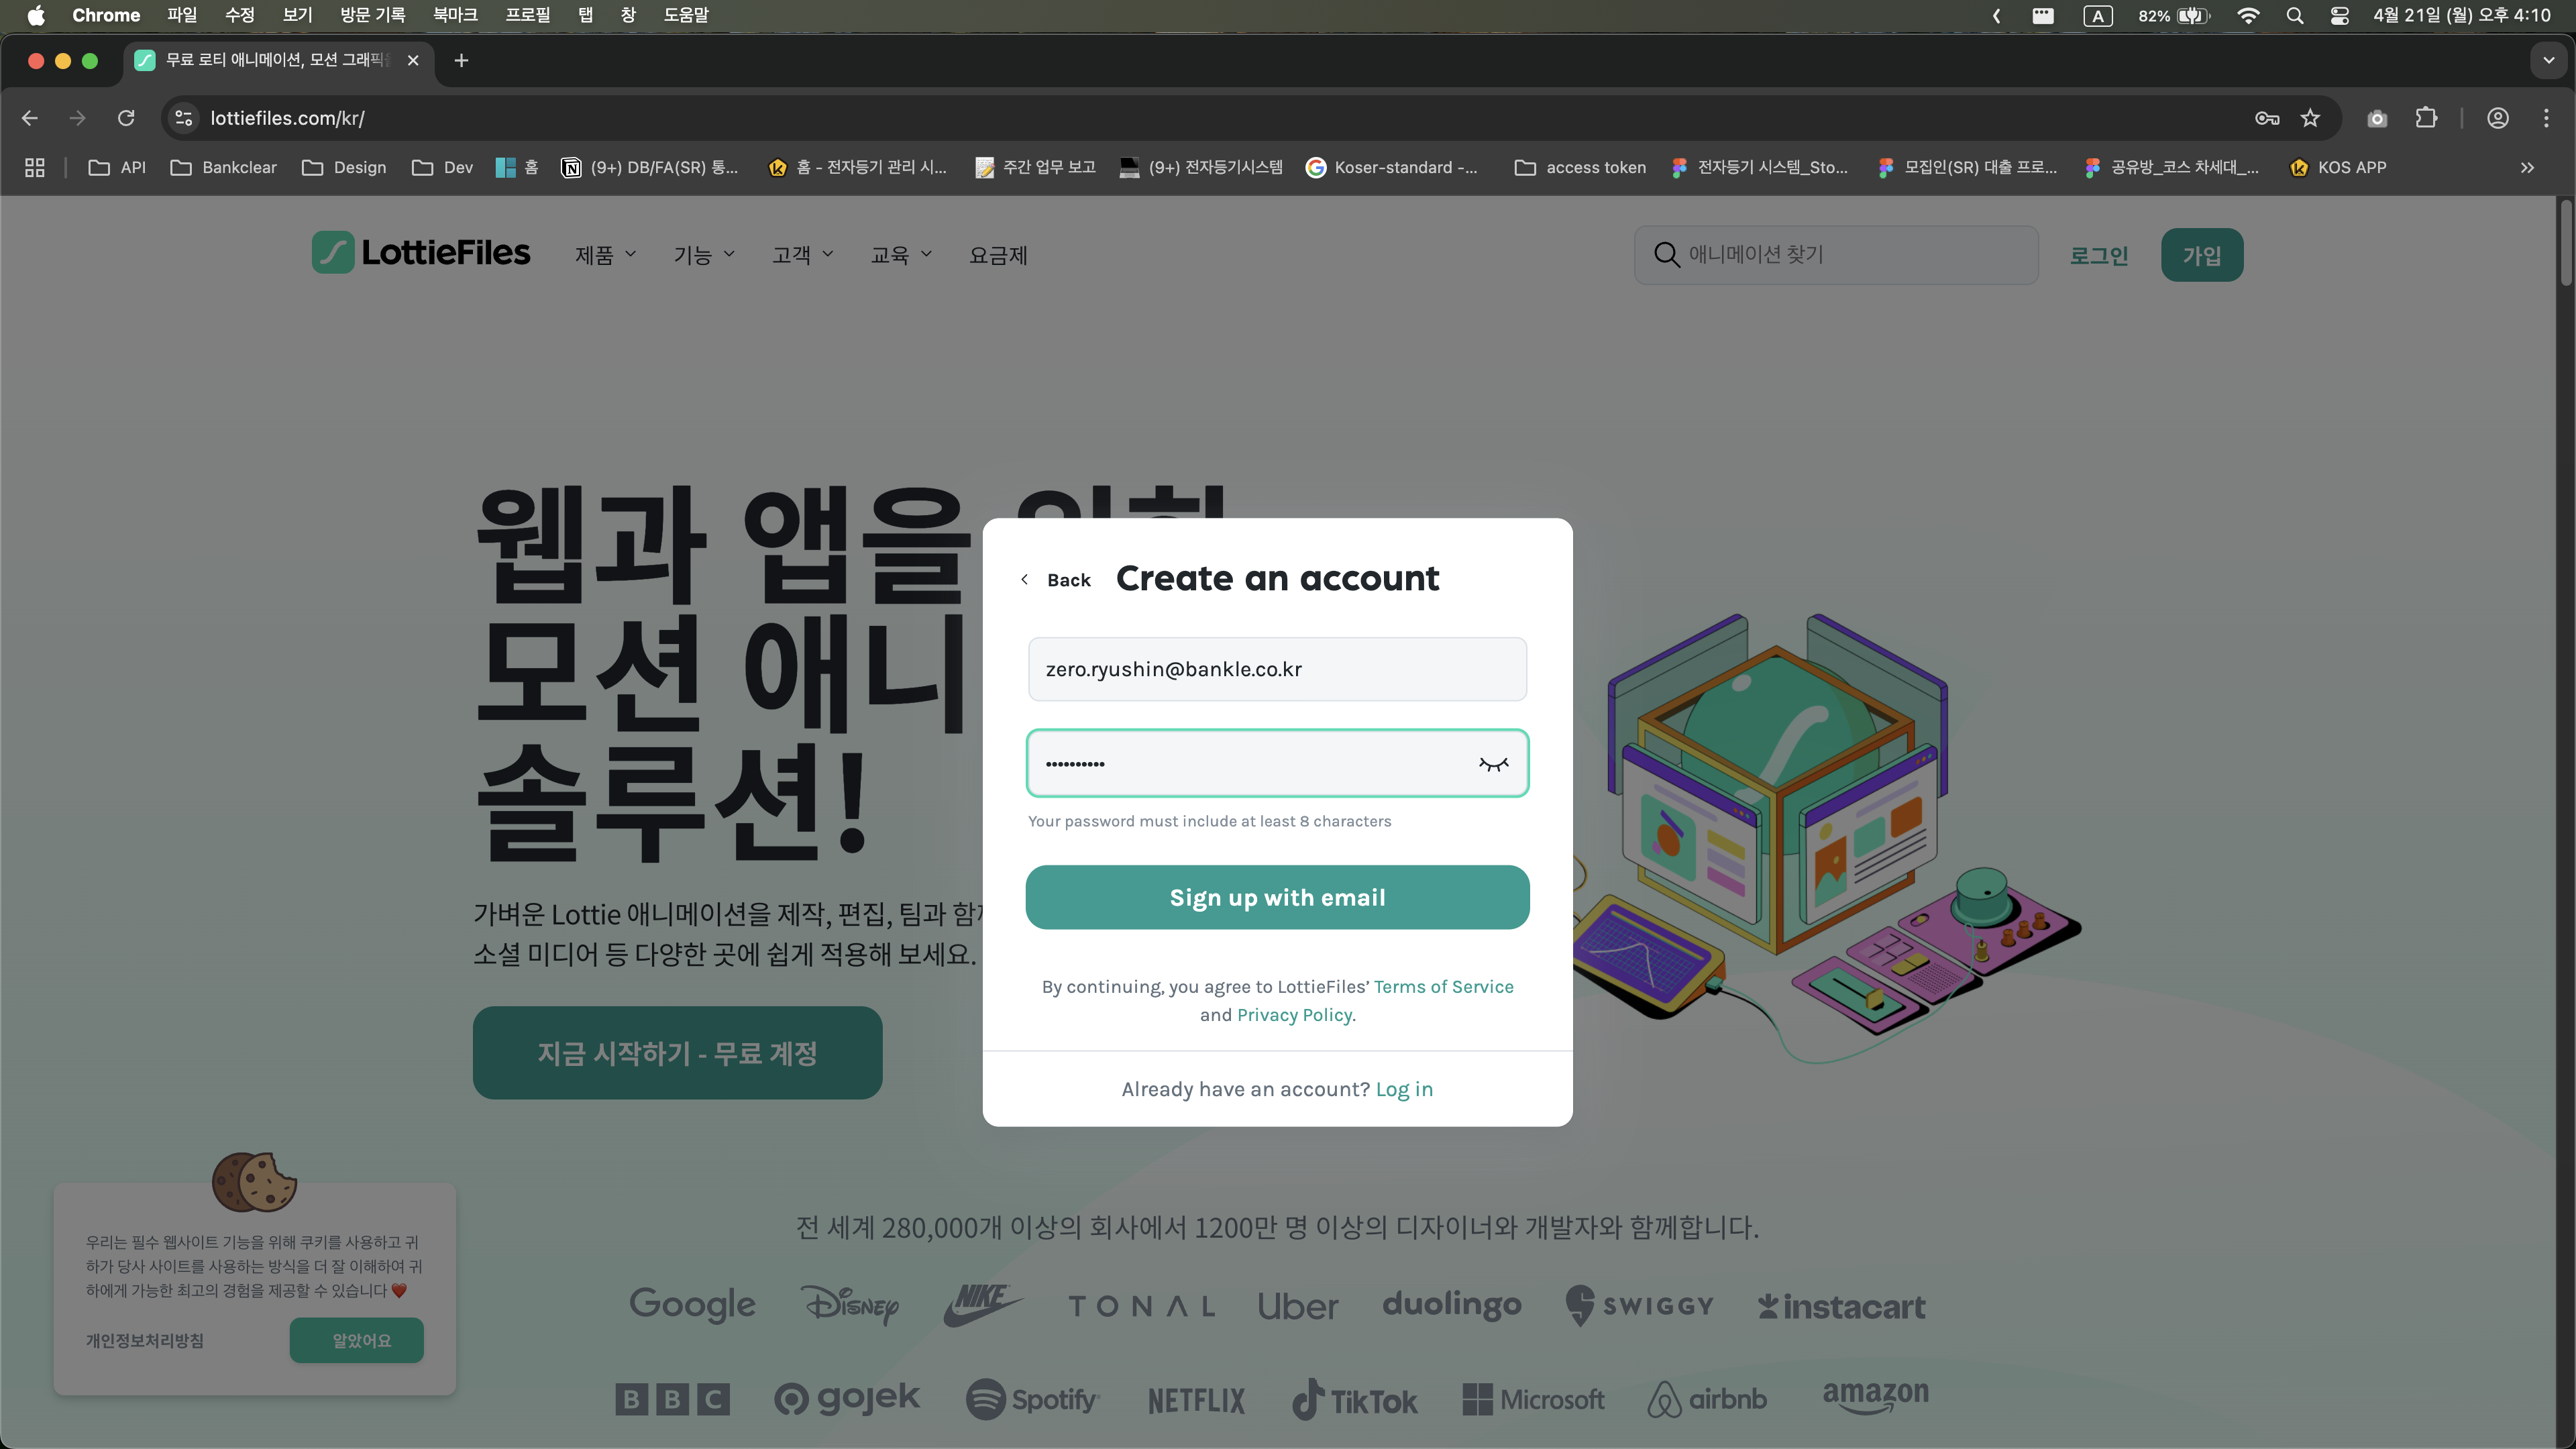 Chrome 파일 수정 보기 방문 기록 북마크 프로필 탭 창 도움말 A 82% 4월 21일 (월) 오후 4:10
무료 로티 애니메이션, 모션 그래픽
lottiefiles.com/kr/
API Bankclear Design Dev 홈 (9+) DB/FA(SR) 통... 홈 - 전자등기 관리 시... 주간 업무 보고 (9+) 전자등기시스템 Koser-standard -... access token 전자등기 시스템_Sto... 모집인(SR) 대출 프로... 공유방_코스 차세대_... KOS APP
LottieFiles 제품 기능 고객 교육 요금제 애니메이션 찾기 로그인 가입
웹과 앱을 위한
모션 애니
솔루션!
가벼운 Lottie 애니메이션을 제작, 편집, 팀과 함께
소셜 미디어 등 다양한 곳에 쉽게 적용해 보세요.
지금 시작하기 - 무료 계정
Back Create an account
zero.ryushin@bankle.co.kr
••••••••••
Your password must include at least 8 characters
Sign up with email
By continuing, you agree to LottieFiles’ Terms of Service
and Privacy Policy.
Already have an account? Log in
우리는 필수 웹사이트 기능을 위해 쿠키를 사용하고 귀
하가 당사 사이트를 사용하는 방식을 더 잘 이해하여 귀
하에게 가능한 최고의 경험을 제공할 수 있습니다 ❤️
개인정보처리방침 알았어요
전 세계 280,000개 이상의 회사에서 1200만 명 이상의 디자이너와 개발자와 함께합니다.
Google Disney NIKE TONAL Uber duolingo SWIGGY instacart
BBC gojek Spotify NETFLIX TikTok Microsoft airbnb amazon